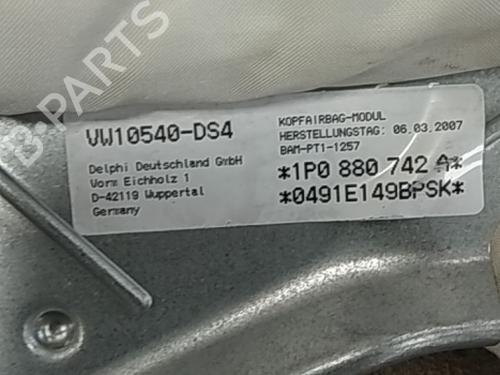 B-PARTS
VW10540-DS4
Delphi Deutschland GmbH
Vorm Eichholz 1
D-42119 Wuppertal
Germany
KOPFAIRBAG-MODUL
HERSTELLUNGSTAG: 06.03.2007
BAM-PT1-1257
*1P0 880 742 A*
*0491E149BPSK*